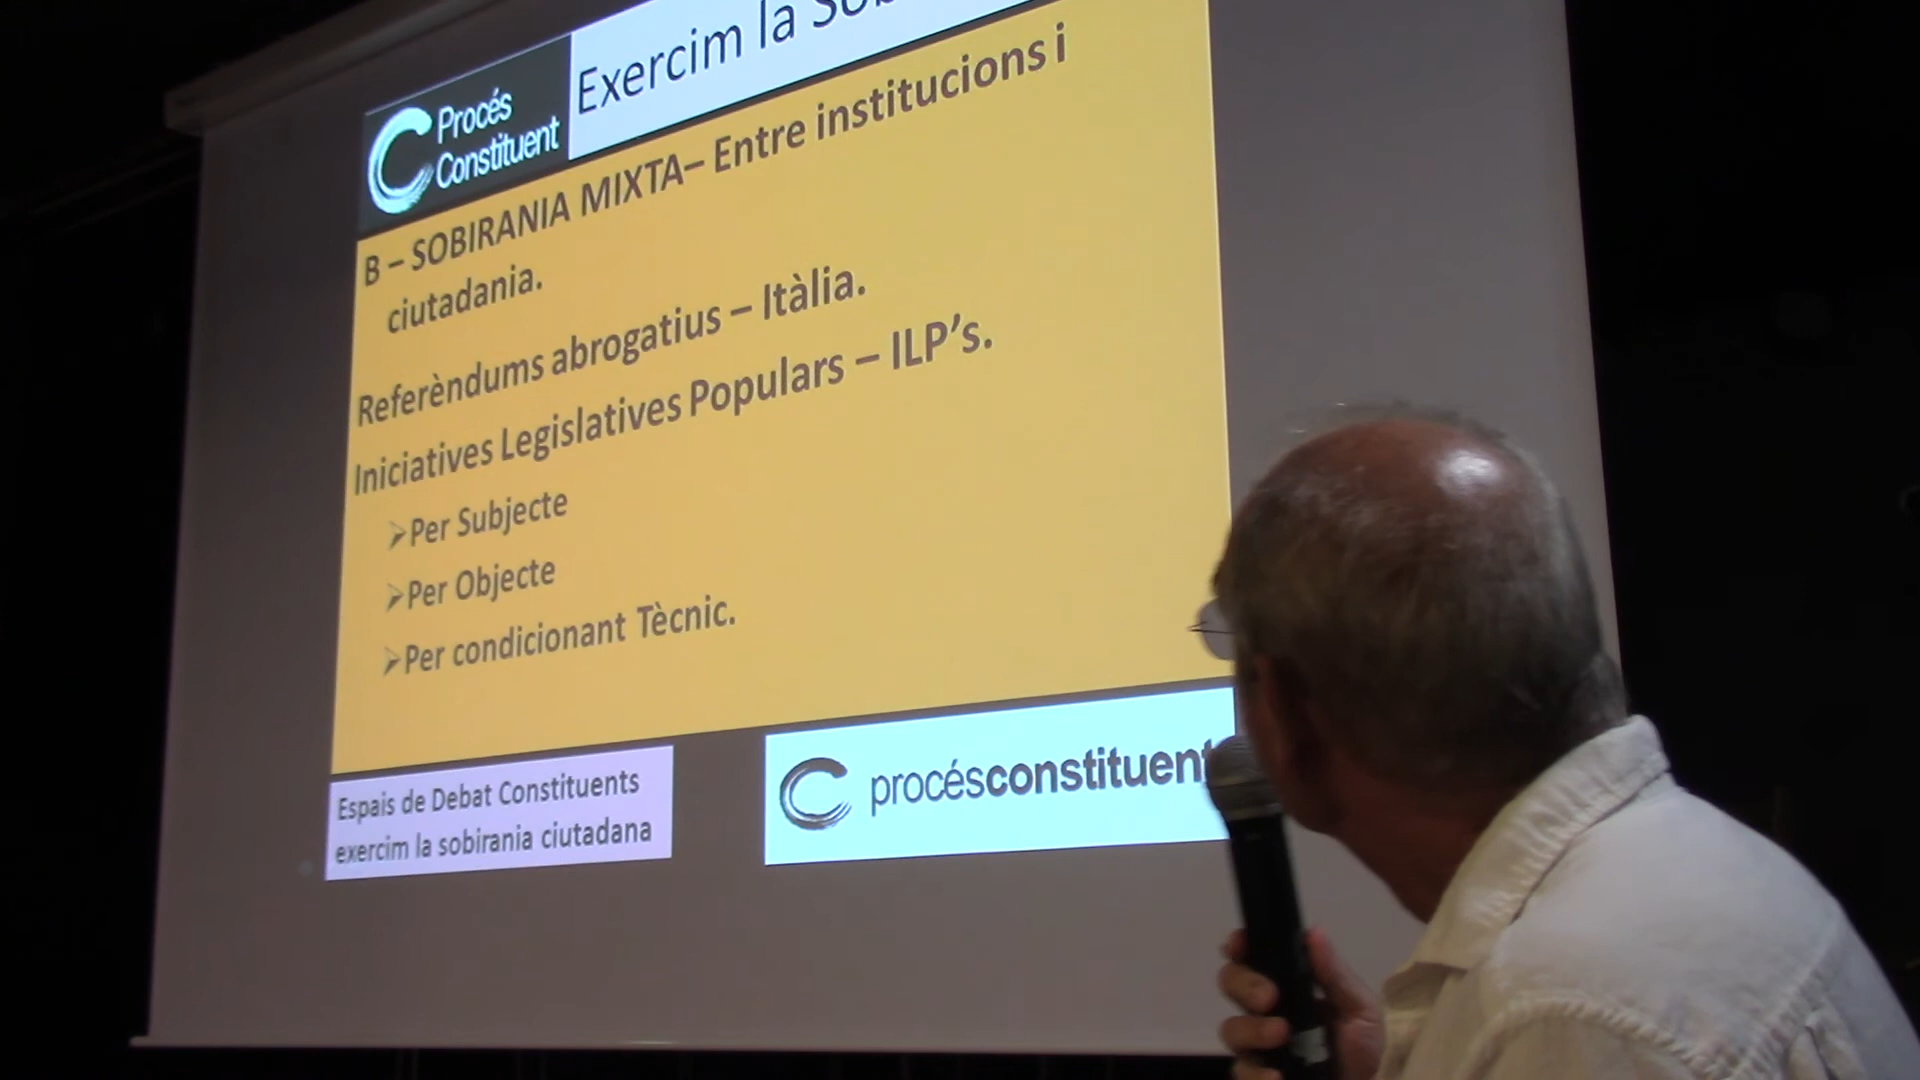 Procés
Constituent
Exercim la
B – SOBIRANIA MIXTA– Entre institucions i
ciutadania.
Referèndums abrogatius – Itàlia.
Iniciatives Legislatives Populars – ILP’s.
Per Subjecte
Per Objecte
Per condicionant Tècnic.
Espais de Debat Constituents
exercim la sobirania ciutadana
procésconstituent